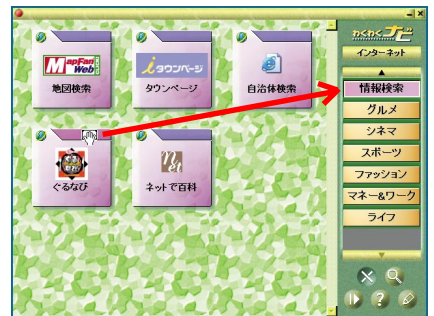 MapFan
Web
地図検索
iタウンページ
タウンページ
自治体検索
ぐるなび
net
ネットで百科
わくわくナビ
インターネット
情報検索
グルメ
シネマ
スポーツ
ファッション
マネー&ワーク
ライフ
?